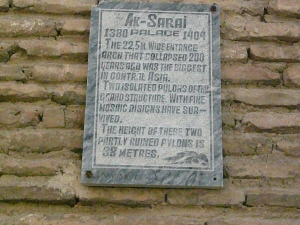 Ak-Sarai
1380 PALACE 1404
The 22,5 m. wide entrance
arch that collapsed 200
years ago was the biggest
in Central Asia.
Two isolated pylons of the
grand structure. With fine
mosaic designs have sur-
vived.
The height of these two
partly ruined pylons is
38 metres.